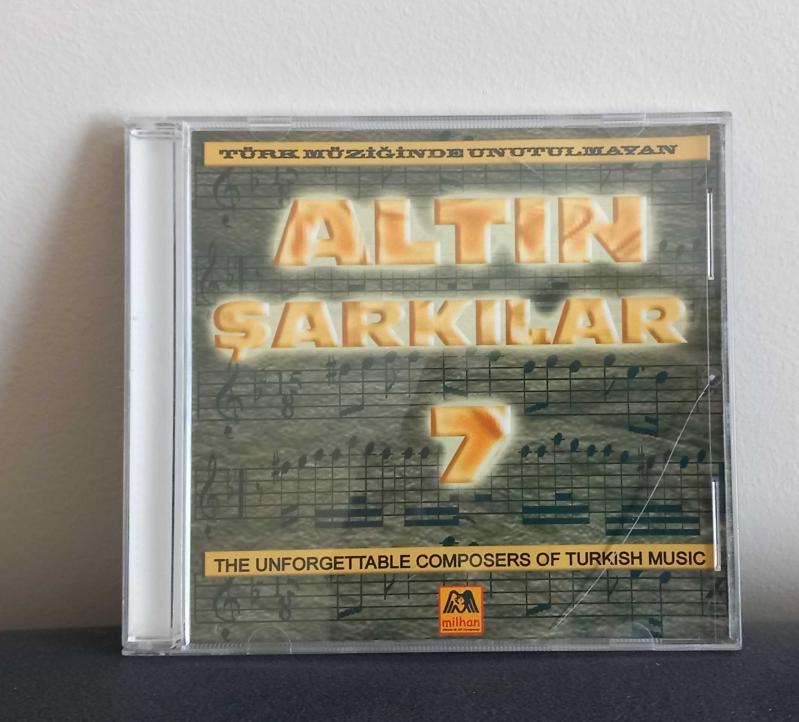 TÜRK MÜZİĞİNDE UNUTULMAYAN
ALTIN
ŞARKILAR
7
THE UNFORGETTABLE COMPOSERS OF TURKISH MUSIC
milhan